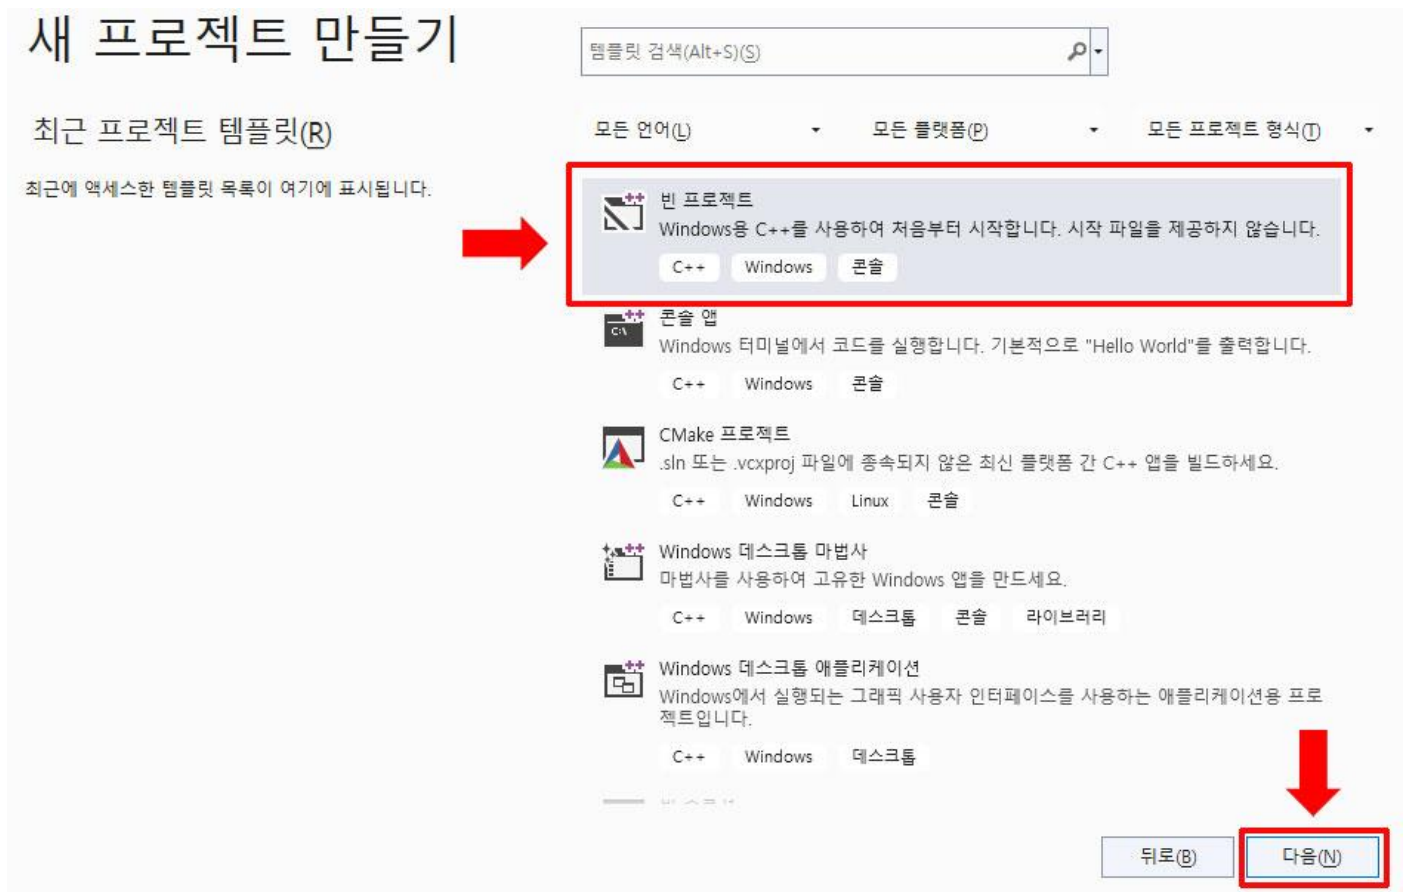 새 프로젝트 만들기
템플릿 검색(Alt+S)(S)
최근 프로젝트 템플릿(R)
모든 언어(L)
모든 플랫폼(P)
모든 프로젝트 형식(T)
최근에 액세스한 템플릿 목록이 여기에 표시됩니다.
빈 프로젝트
Windows용 C++를 사용하여 처음부터 시작합니다. 시작 파일을 제공하지 않습니다.
C++ Windows 콘솔
콘솔 앱
Windows 터미널에서 코드를 실행합니다. 기본적으로 "Hello World"를 출력합니다.
C++ Windows 콘솔
CMake 프로젝트
.sln 또는 .vcxproj 파일에 종속되지 않은 최신 플랫폼 간 C++ 앱을 빌드하세요.
C++ Windows Linux 콘솔
Windows 데스크톱 마법사
마법사를 사용하여 고유한 Windows 앱을 만드세요.
C++ Windows 데스크톱 콘솔 라이브러리
Windows 데스크톱 애플리케이션
Windows에서 실행되는 그래픽 사용자 인터페이스를 사용하는 애플리케이션용 프로
젝트입니다.
C++ Windows 데스크톱
뒤로(B)
다음(N)